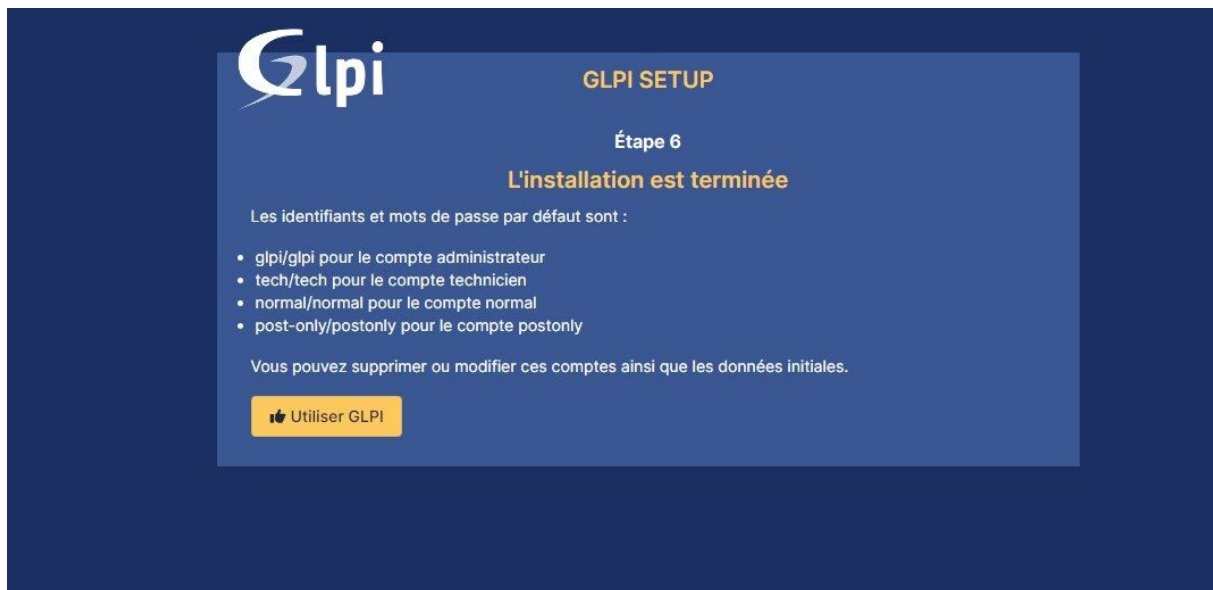 Glpi
GLPI SETUP
Étape 6
L'installation est terminée
Les identifiants et mots de passe par défaut sont :
• glpi/glpi pour le compte administrateur
• tech/tech pour le compte technicien
• normal/normal pour le compte normal
• post-only/postonly pour le compte postonly
Vous pouvez supprimer ou modifier ces comptes ainsi que les données initiales.
Utiliser GLPI